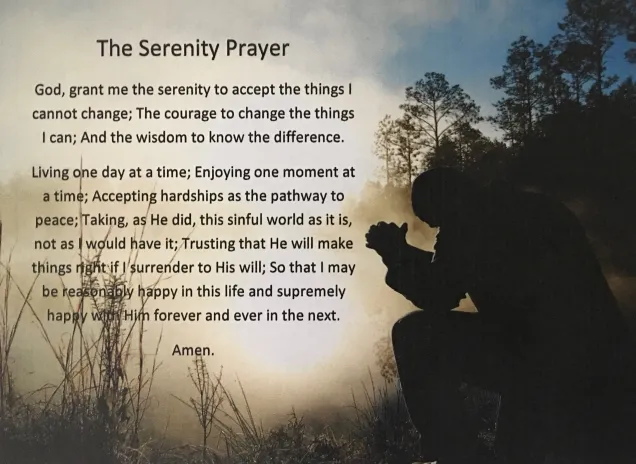 The Serenity Prayer
God, grant me the serenity to accept the things I
cannot change; The courage to change the things
I can; And the wisdom to know the difference.
Living one day at a time; Enjoying one moment at
a time; Accepting hardships as the pathway to
peace; Taking, as He did, this sinful world as it is,
not as I would have it; Trusting that He will make
things right if I surrender to His will; So that I may
be reasonably happy in this life and supremely
happy with Him forever and ever in the next.
Amen.